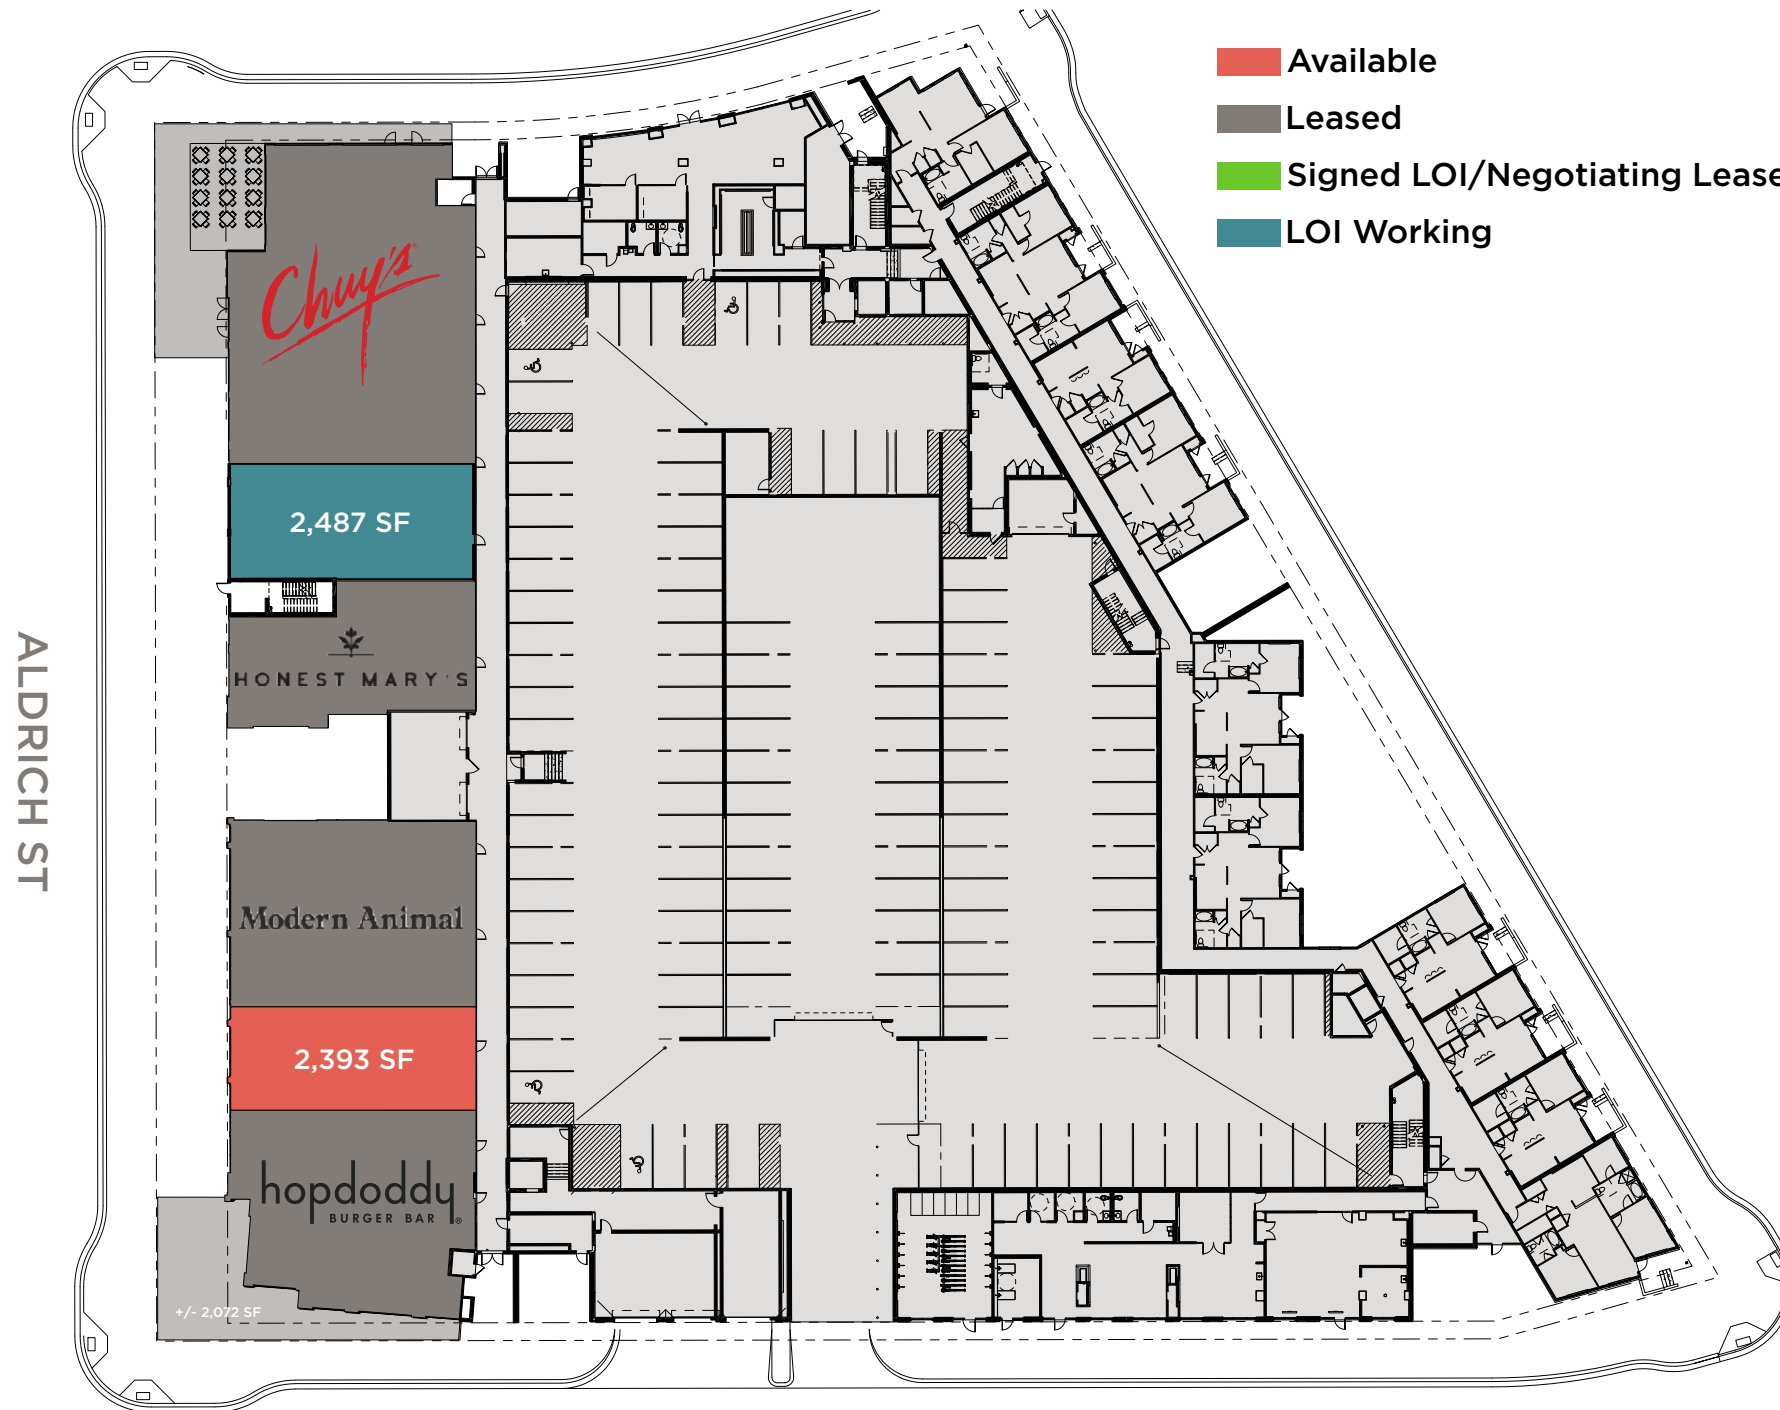 Available
Leased
Signed LOI/Negotiating Lease
LOI Working
Chuy's
2,487 SF
HONEST MARY'S
ALDRICH ST
Modern Animal
2,393 SF
hopdoddy
BURGER BAR
+/- 2,072 SF